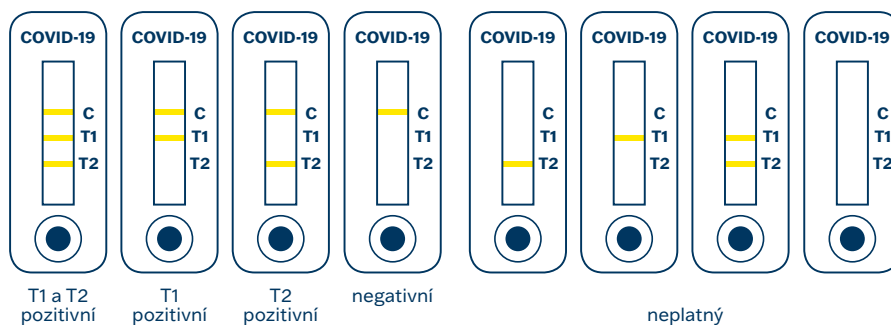 COVID-19 COVID-19 COVID-19 COVID-19 COVID-19 COVID-19 COVID-19 COVID-19
C C C C C C C C
T1 T1 T1 T1 T1 T1 T1 T1
T2 T2 T2 T2 T2 T2 T2 T2
T1 a T2 T1 T2 negativní neplatný
pozitivní pozitivní pozitivní